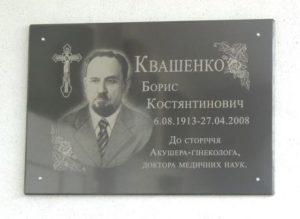 КВАШЕНКО
БОРИС
КОСТЯНТИНОВИЧ
6.08.1913-27.04.2008
ДО СТОРІЧЧЯ
АКУШЕРА-ГІНЕКОЛОГА,
ДОКТОРА МЕДИЧНИХ НАУК.